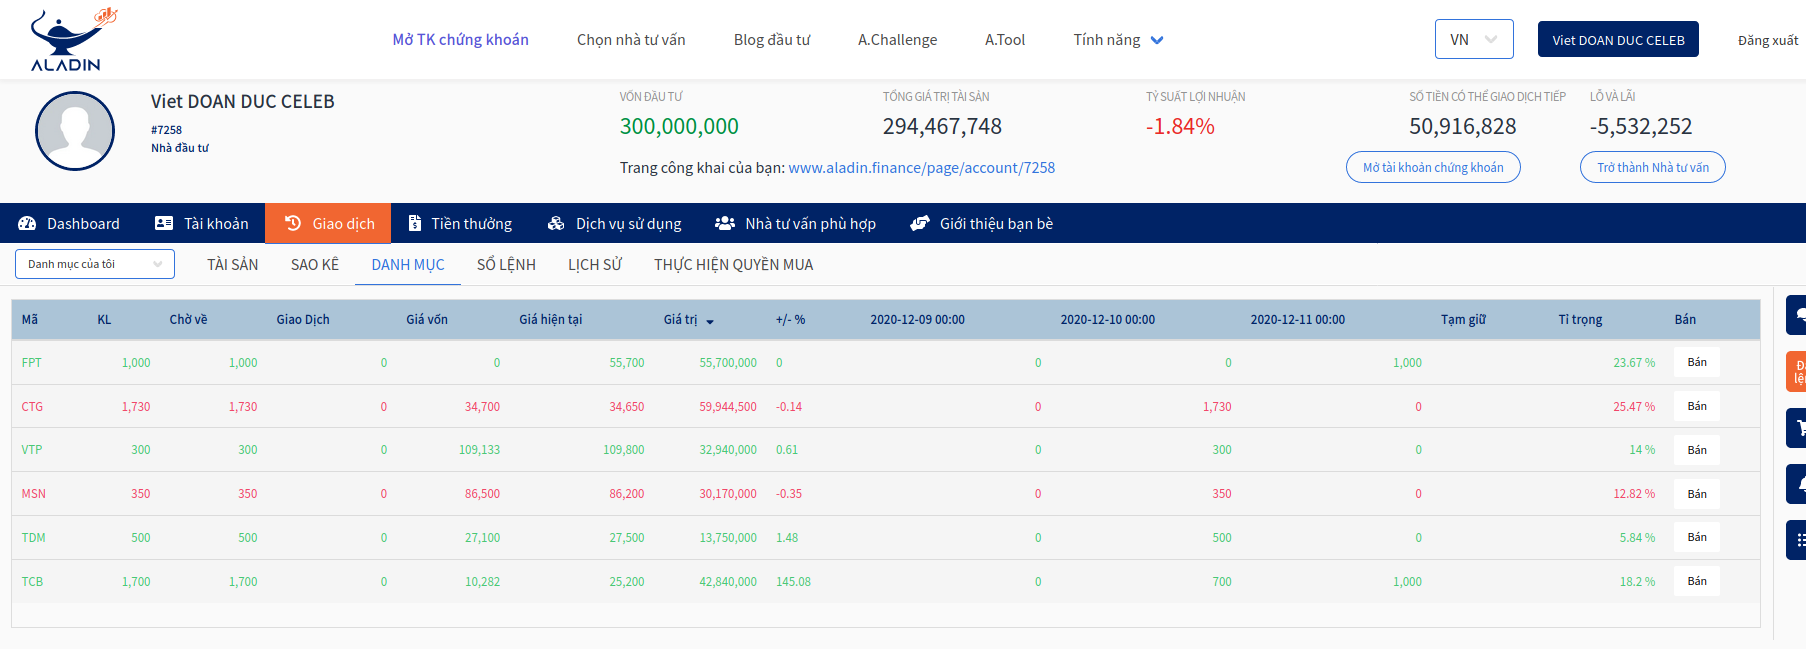 ALADIN
Mở TK chứng khoán Chọn nhà tư vấn Blog đầu tư A.Challenge A.Tool Tính năng VN Viet DOAN DUC CELEB Đăng xuất
Viet DOAN DUC CELEB
#7258
Nhà đầu tư
VỐN ĐẦU TƯ TỔNG GIÁ TRỊ TÀI SẢN TỶ SUẤT LỢI NHUẬN SỐ TIỀN CÓ THỂ GIAO DỊCH TIẾP LỖ VÀ LÃI
300,000,000 294,467,748 -1.84% 50,916,828 -5,532,252
Trang công khai của bạn: www.aladin.finance/page/account/7258 Mở tài khoản chứng khoán Trở thành Nhà tư vấn
Dashboard Tài khoản Giao dịch Tiền thưởng Dịch vụ sử dụng Nhà tư vấn phù hợp Giới thiệu bạn bè
Danh mục của tôi TÀI SẢN SAO KÊ DANH MỤC SỔ LỆNH LỊCH SỬ THỰC HIỆN QUYỀN MUA
Mã KL Chờ về Giao Dịch Giá vốn Giá hiện tại Giá trị +/- % 2020-12-09 00:00 2020-12-10 00:00 2020-12-11 00:00 Tạm giữ Tỉ trọng Bán
FPT 1,000 1,000 0 0 55,700 55,700,000 0 0 0 1,000 23.67 % Bán
CTG 1,730 1,730 0 34,700 34,650 59,944,500 -0.14 0 1,730 0 25.47 % Bán
VTP 300 300 0 109,133 109,800 32,940,000 0.61 0 300 0 14 % Bán
MSN 350 350 0 86,500 86,200 30,170,000 -0.35 0 350 0 12.82 % Bán
TDM 500 500 0 27,100 27,500 13,750,000 1.48 0 500 0 5.84 % Bán
TCB 1,700 1,700 0 10,282 25,200 42,840,000 145.08 0 700 1,000 18.2 % Bán